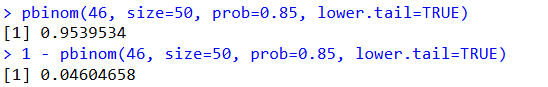 > pbinom(46, size=50, prob=0.85, lower.tail=TRUE)
[1] 0.9539534
> 1 - pbinom(46, size=50, prob=0.85, lower.tail=TRUE)
[1] 0.04604658